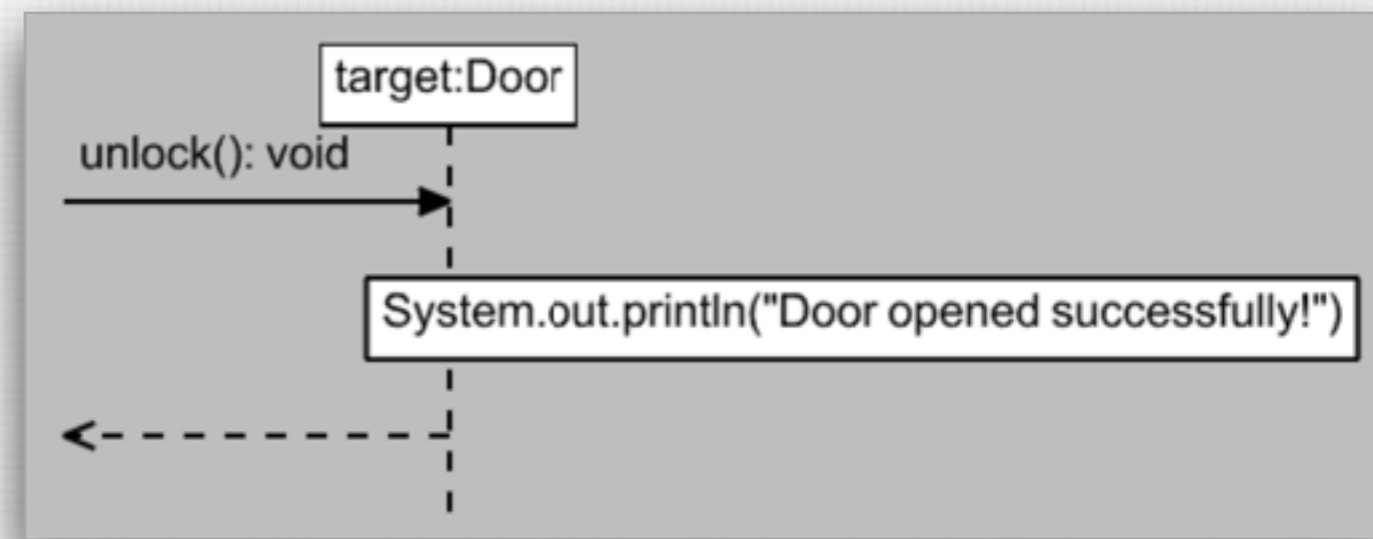 target:Door
unlock(): void
System.out.println("Door opened successfully!")